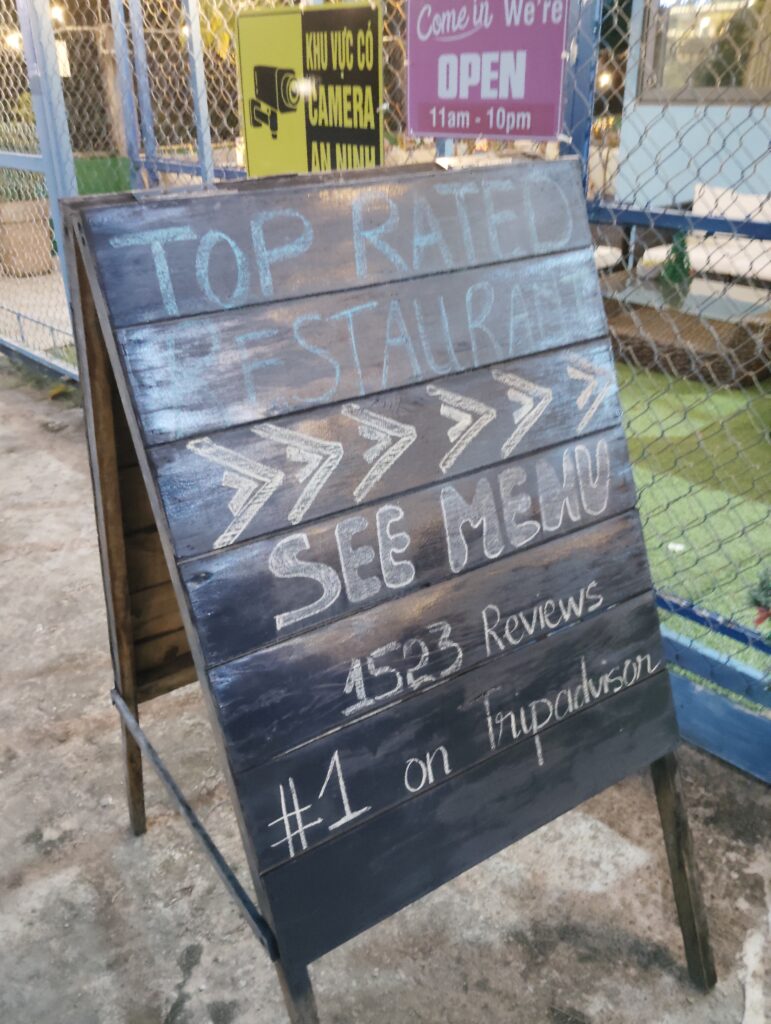 KHU VỰC CÓ
CAMERA
AN NINH
Come in We're
OPEN
11am - 10pm
TOP RATED
RESTAURANT
SEE MENU
1523 Reviews
#1 on Tripadvisor